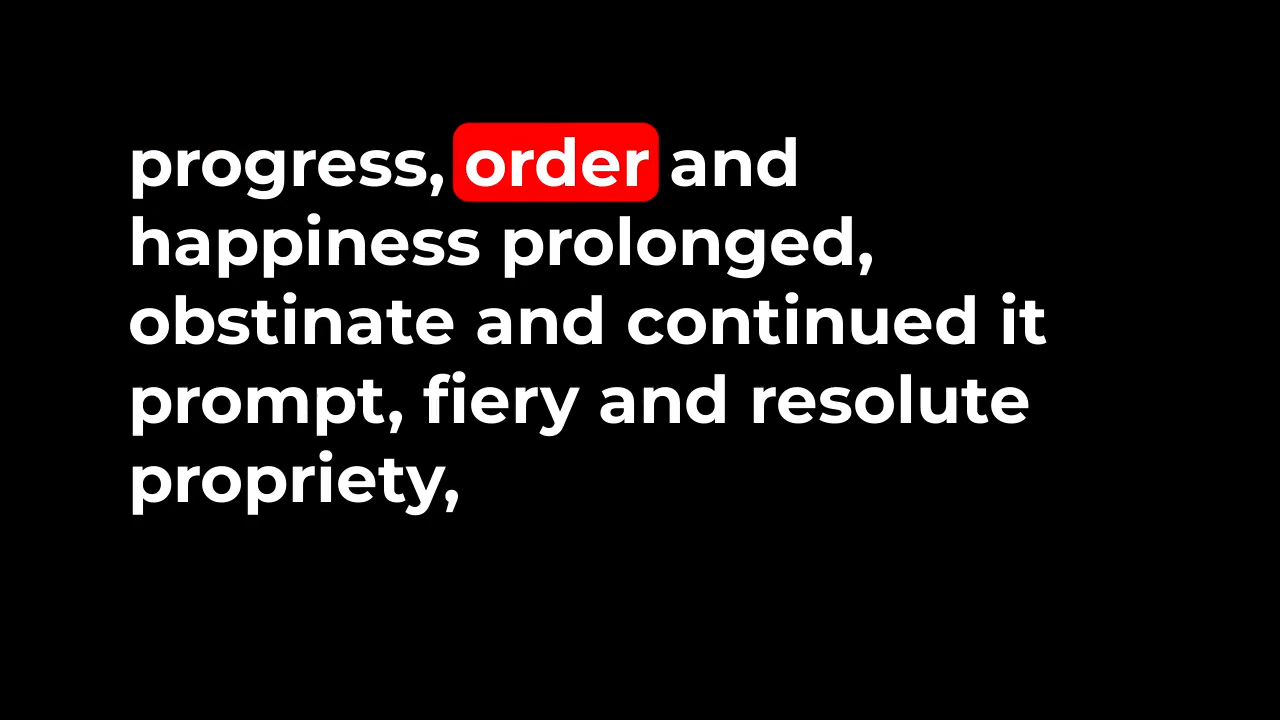 progress, order and
happiness prolonged,
obstinate and continued it
prompt, fiery and resolute
propriety,